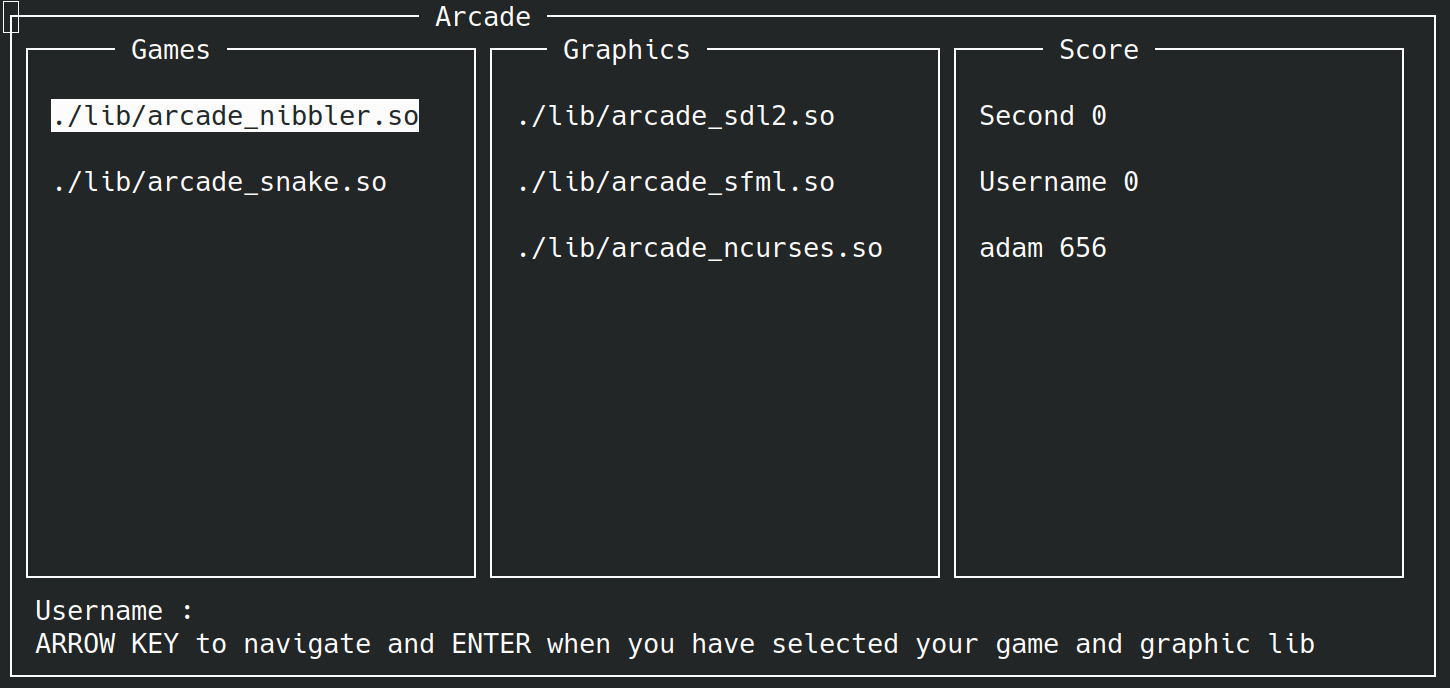 Arcade
Games
./lib/arcade_nibbler.so
./lib/arcade_snake.so
Graphics
./lib/arcade_sdl2.so
./lib/arcade_sfml.so
./lib/arcade_ncurses.so
Score
Second 0
Username 0
adam 656
Username :
ARROW KEY to navigate and ENTER when you have selected your game and graphic lib